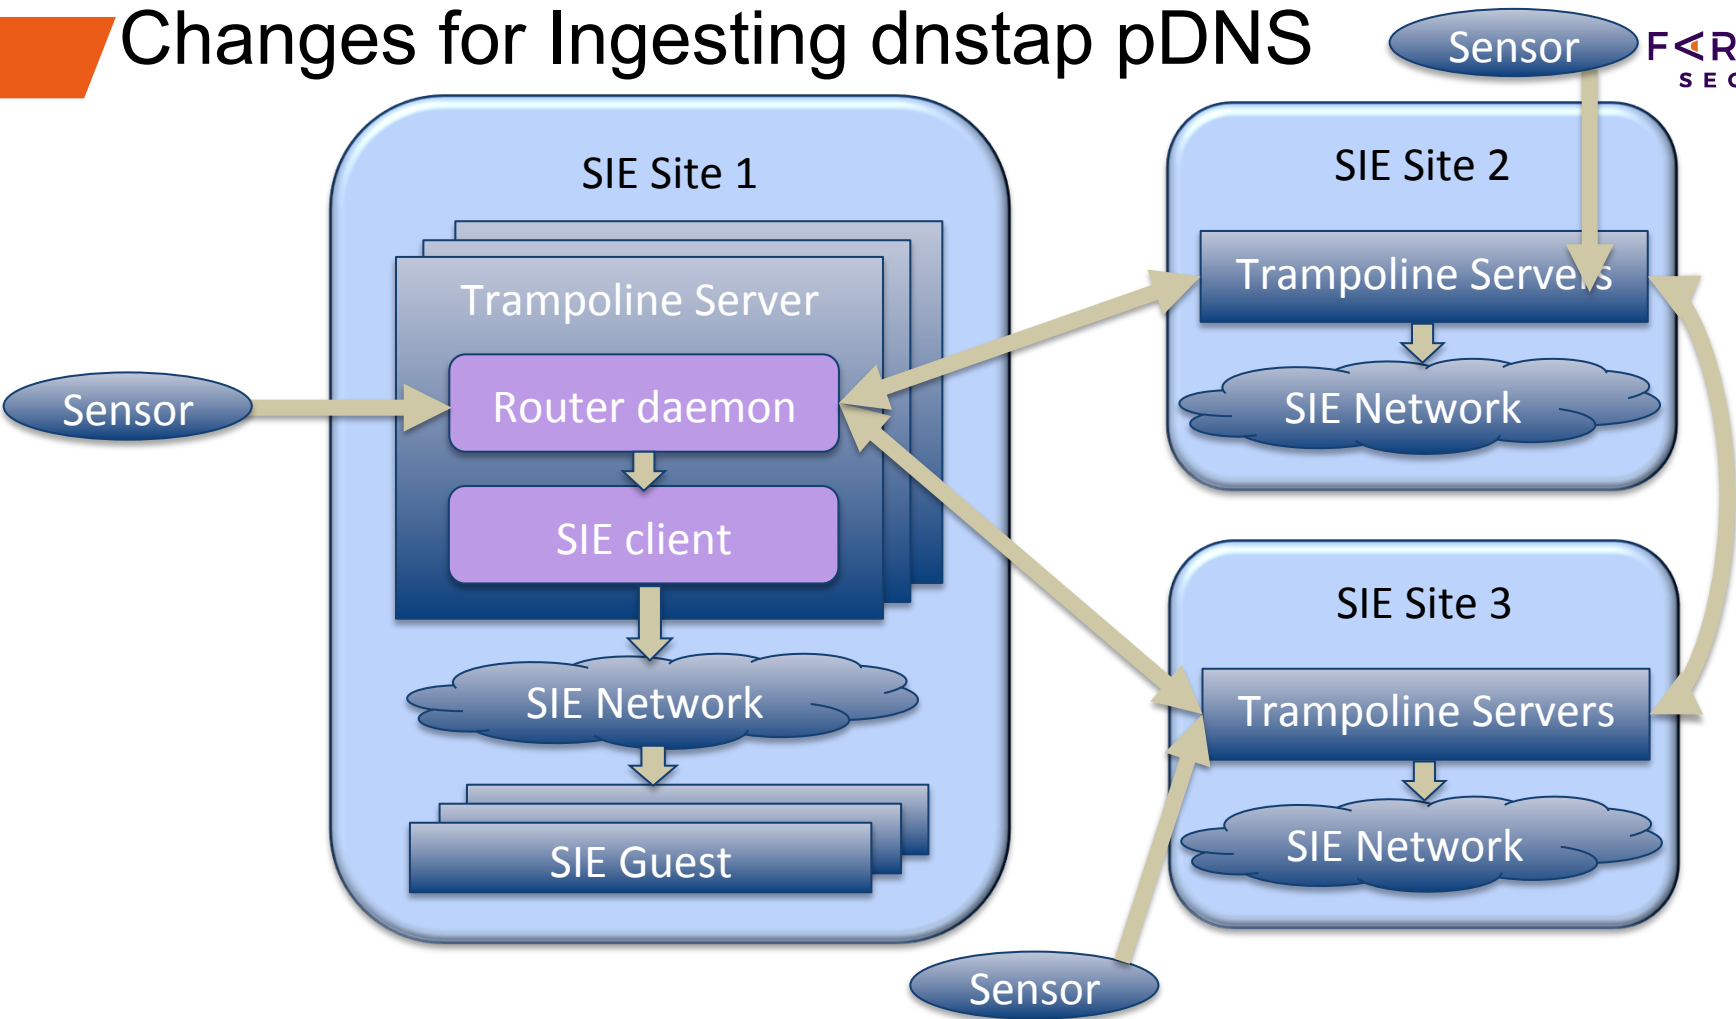 Changes for Ingesting dnstap pDNS
Sensor
SIE Site 1
Trampoline Server
Router daemon
SIE client
SIE Network
SIE Guest
Sensor
SIE Site 2
Trampoline Servers
SIE Network
SIE Site 3
Trampoline Servers
SIE Network
Sensor